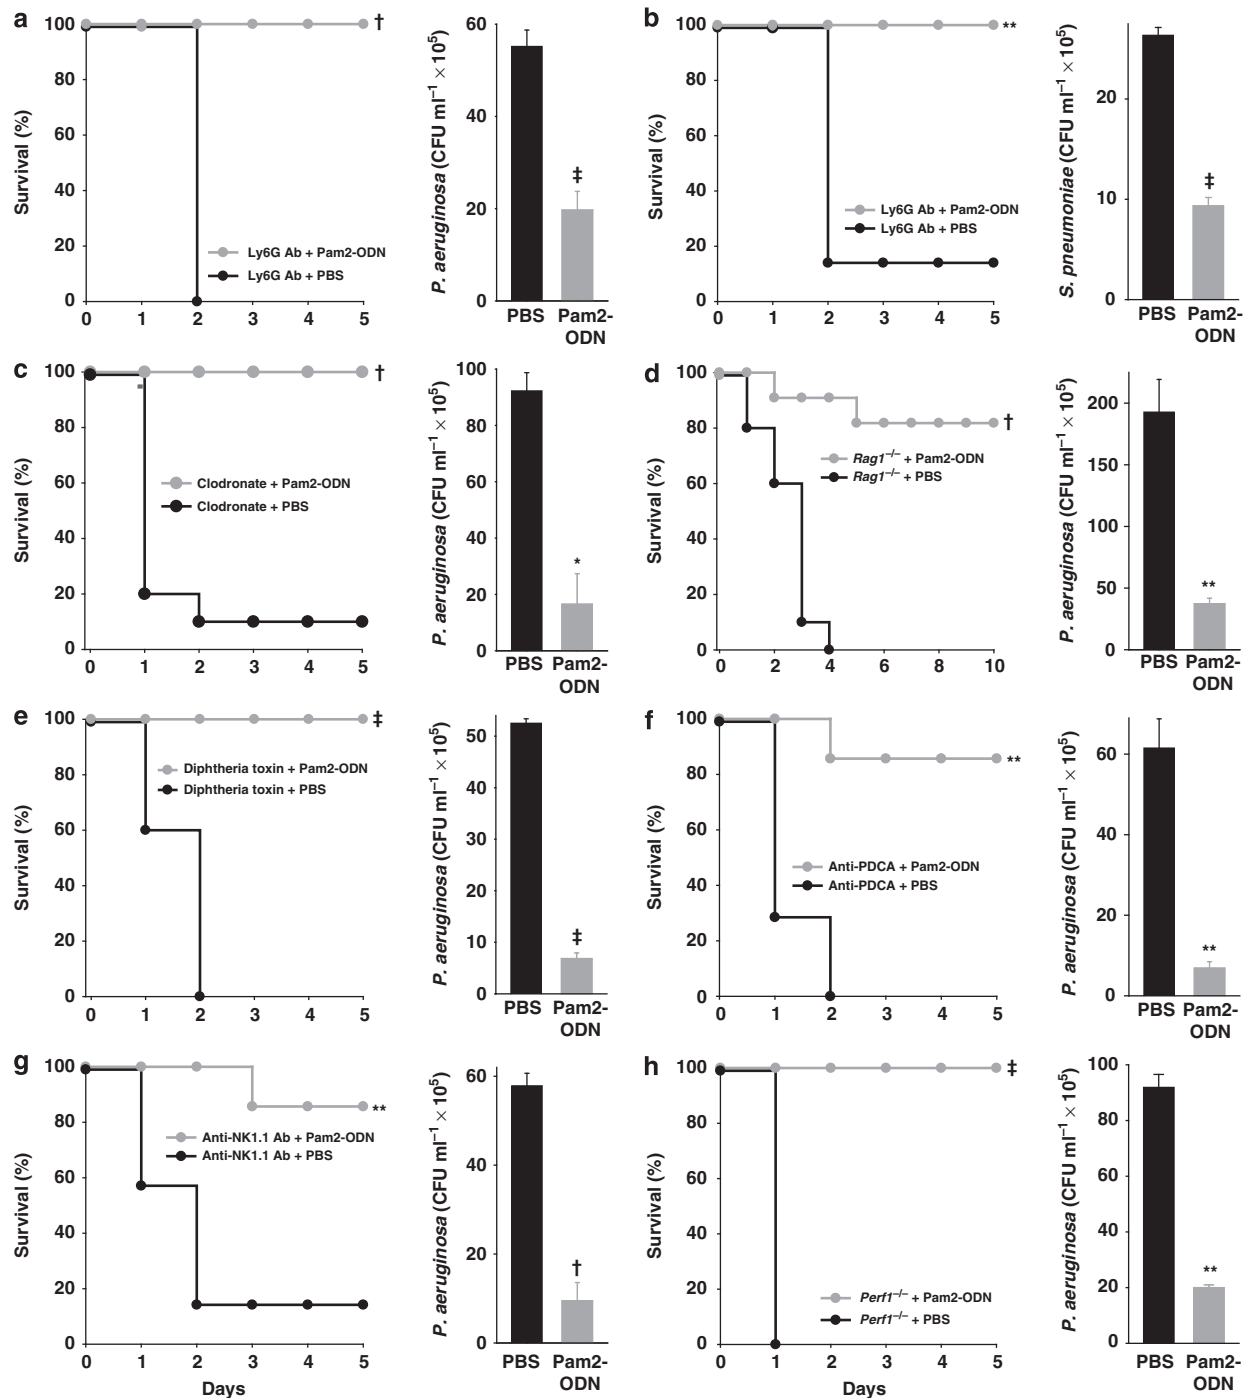 a
Survival (%)
100
80
60
40
20
0
†
Ly6G Ab + Pam2-ODN
Ly6G Ab + PBS
0 1 2 3 4 5
P. aeruginosa (CFU ml⁻¹ × 10⁵)
60
40
20
0
‡
PBS Pam2-
ODN
b
Survival (%)
100
80
60
40
20
0
**
Ly6G Ab + Pam2-ODN
Ly6G Ab + PBS
0 1 2 3 4 5
S. pneumoniae (CFU ml⁻¹ × 10⁵)
20
10
0
‡
PBS Pam2-
ODN
c
Survival (%)
100
80
60
40
20
0
†
Clodronate + Pam2-ODN
Clodronate + PBS
0 1 2 3 4 5
P. aeruginosa (CFU ml⁻¹ × 10⁵)
100
80
60
40
20
0
*
PBS Pam2-
ODN
d
Survival (%)
100
80
60
40
20
0
†
Rag1⁻/⁻ + Pam2-ODN
Rag1⁻/⁻ + PBS
0 2 4 6 8 10
P. aeruginosa (CFU ml⁻¹ × 10⁵)
200
150
100
50
0
**
PBS Pam2-
ODN
e
Survival (%)
100
80
60
40
20
0
‡
Diphtheria toxin + Pam2-ODN
Diphtheria toxin + PBS
0 1 2 3 4 5
P. aeruginosa (CFU ml⁻¹ × 10⁵)
50
30
50
10
0
‡
PBS Pam2-
ODN
f
Survival (%)
100
80
60
40
20
0
**
Anti-PDCA + Pam2-ODN
Anti-PDCA + PBS
0 1 2 3 4 5
P. aeruginosa (CFU ml⁻¹ × 10⁵)
60
40
20
0
**
PBS Pam2-
ODN
g
Survival (%)
100
80
60
40
20
0
**
Anti-NK1.1 Ab + Pam2-ODN
Anti-NK1.1 Ab + PBS
0 1 2 3 4 5
Days
P. aeruginosa (CFU ml⁻¹ × 10⁵)
60
40
20
0
†
PBS Pam2-
ODN
h
Survival (%)
100
80
60
40
20
0
‡
Perf1⁻/⁻ + Pam2-ODN
Perf1⁻/⁻ + PBS
0 1 2 3 4 5
Days
P. aeruginosa (CFU ml⁻¹ × 10⁵)
100
80
60
40
20
0
**
PBS Pam2-
ODN